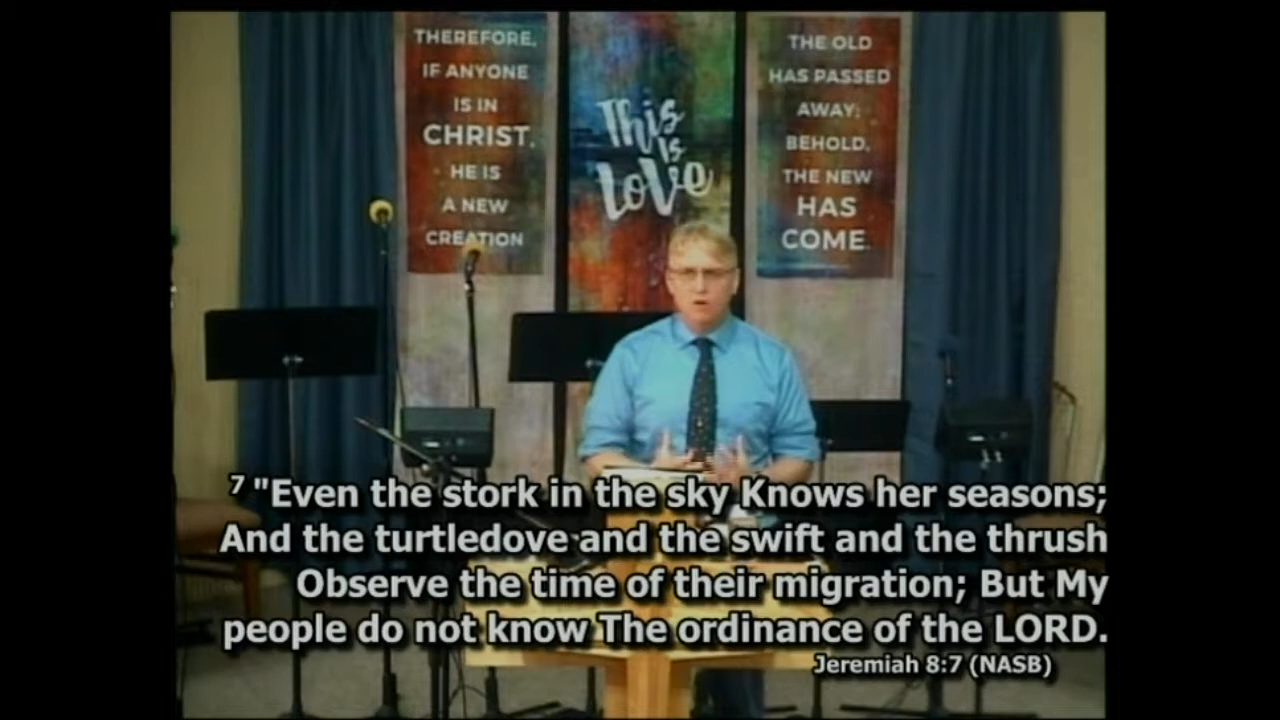 THEREFORE,
IF ANYONE
IS IN
CHRIST,
HE IS
A NEW
CREATION
This
is
Love
THE OLD
HAS PASSED
AWAY;
BEHOLD,
THE NEW
HAS
COME.
7 "Even the stork in the sky Knows her seasons;
And the turtledove and the swift and the thrush
Observe the time of their migration; But My
people do not know The ordinance of the LORD.
Jeremiah 8:7 (NASB)